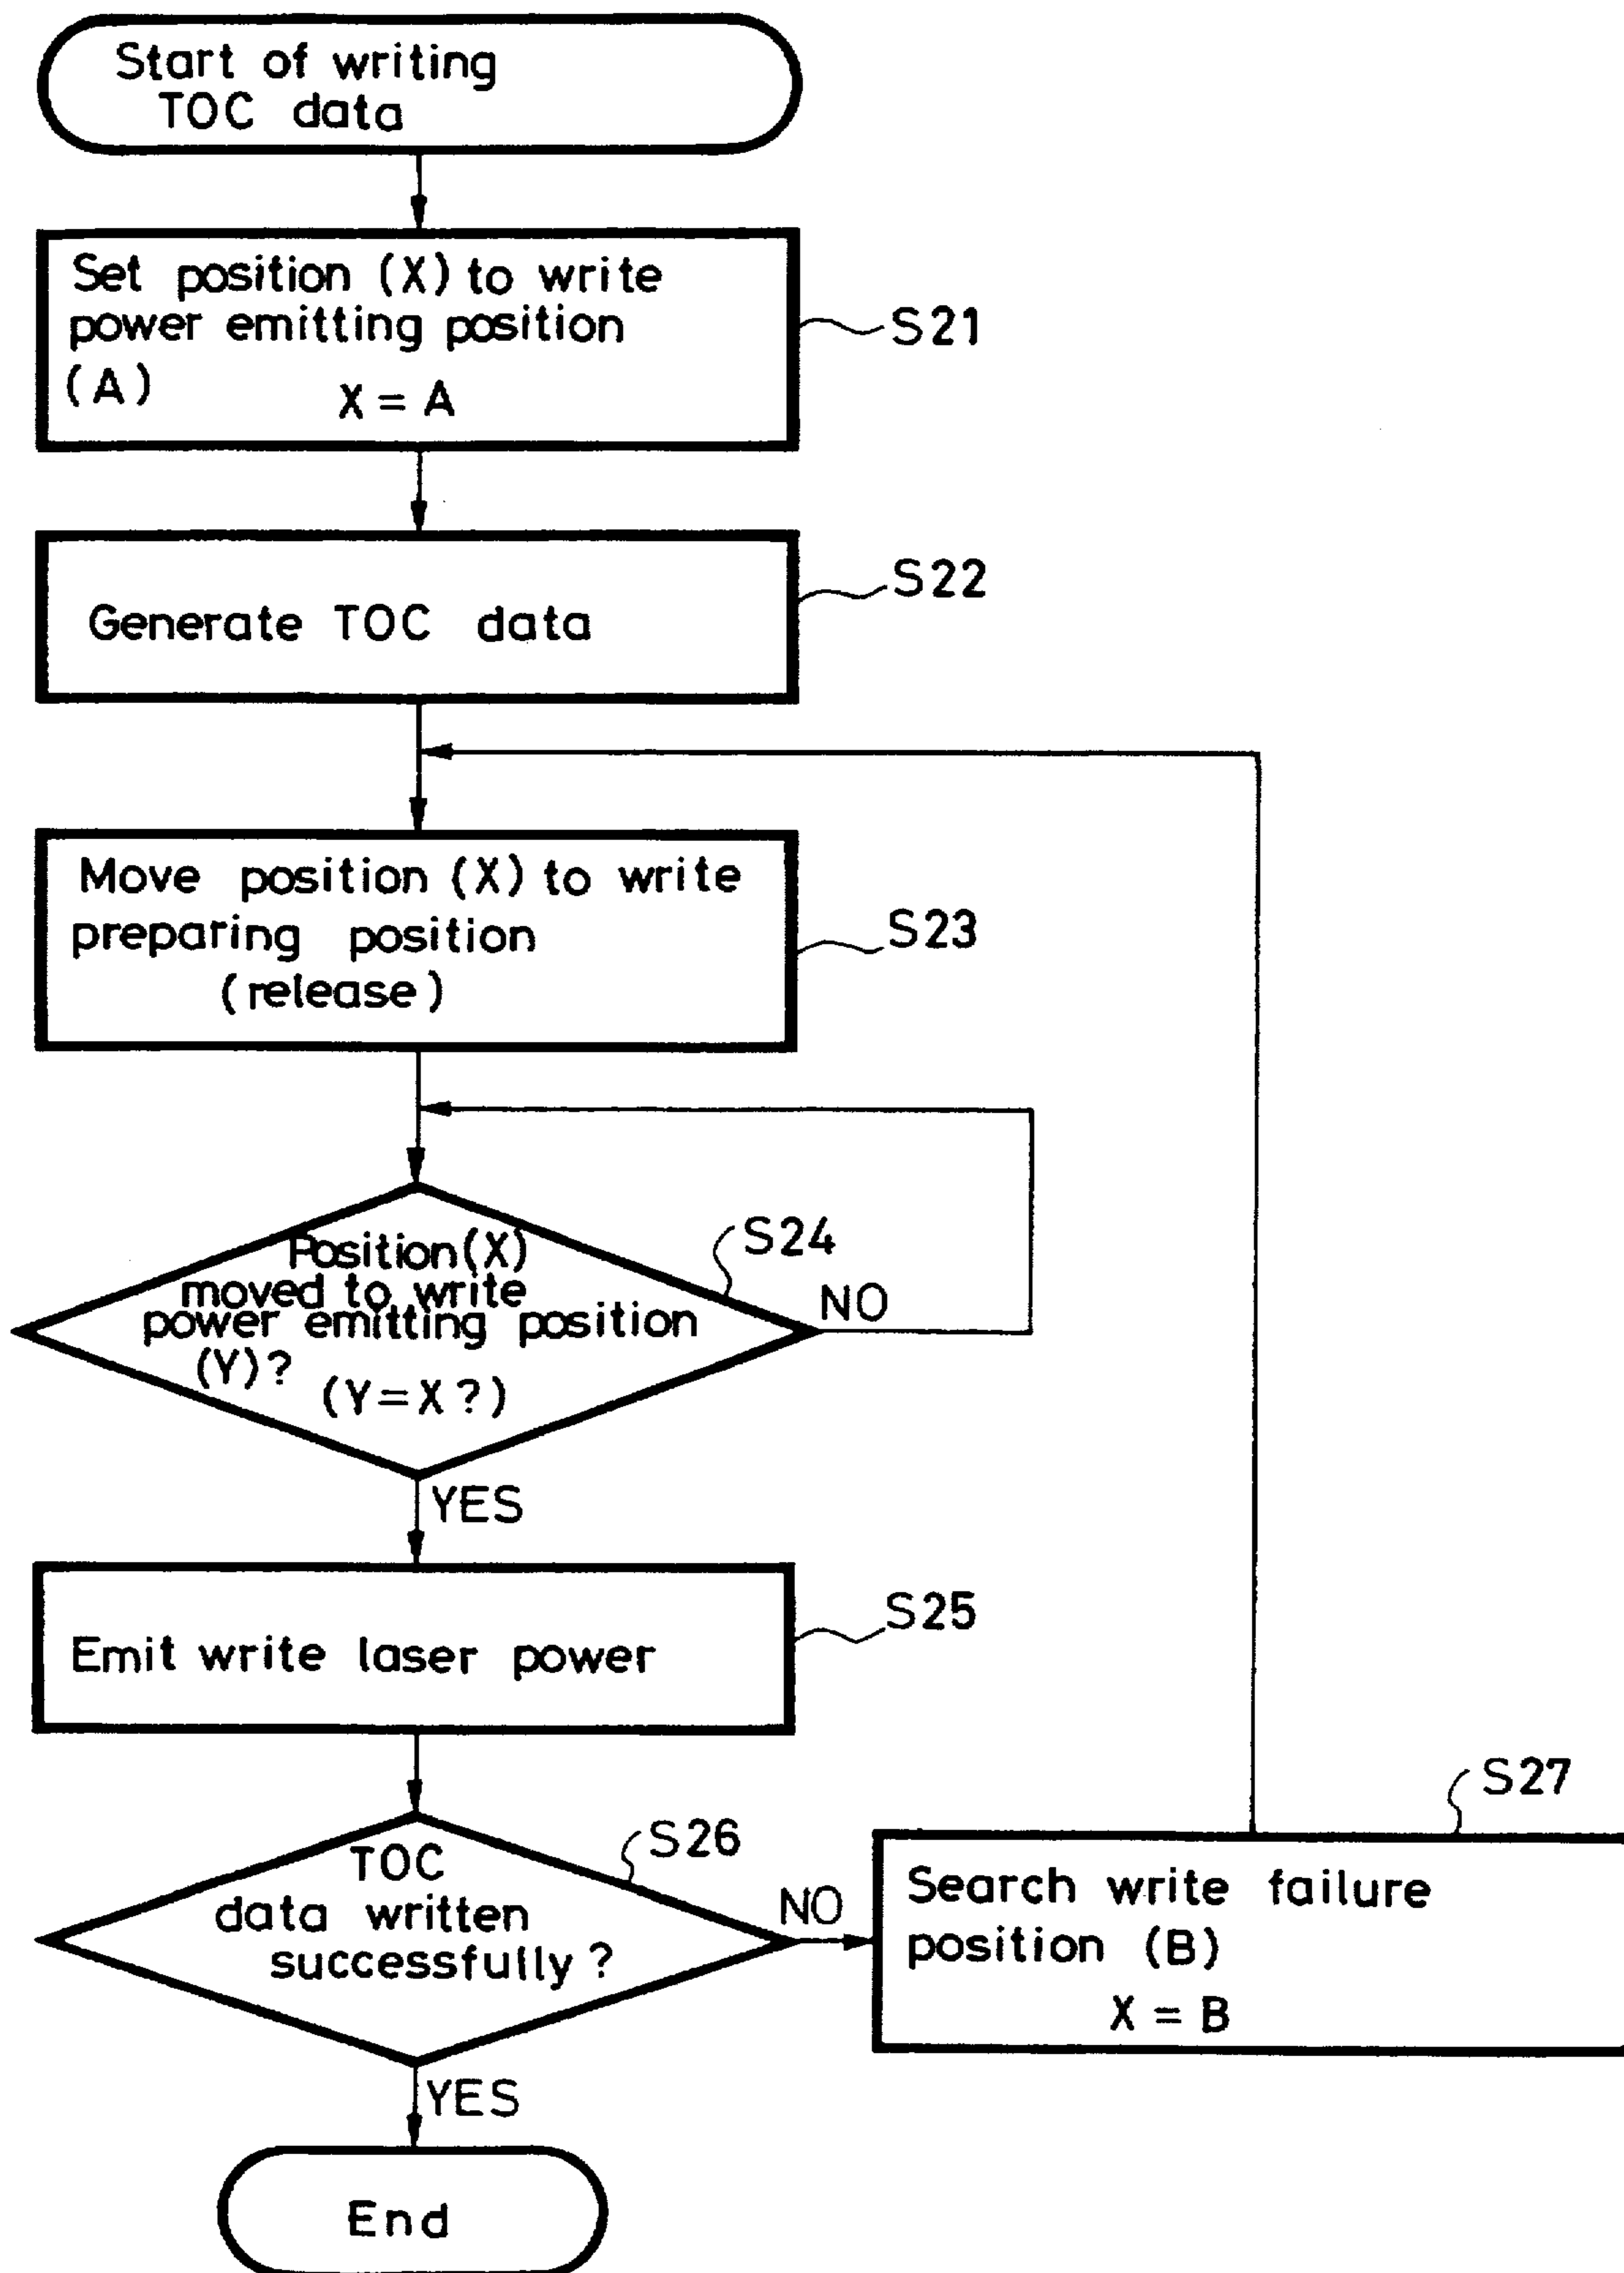 Start of writing
TOC data
Set position (X) to write
power emitting position
(A) X = A
S21
Generate TOC data
S22
Move position (X) to write
preparing position
(release)
S23
Position(X)
moved to write
power emitting position
(Y)?
(Y=X?)
S24
NO
YES
Emit write laser power
S25
TOC
data written
successfully?
S26
NO
S27
Search write failure
position (B)
X = B
YES
End